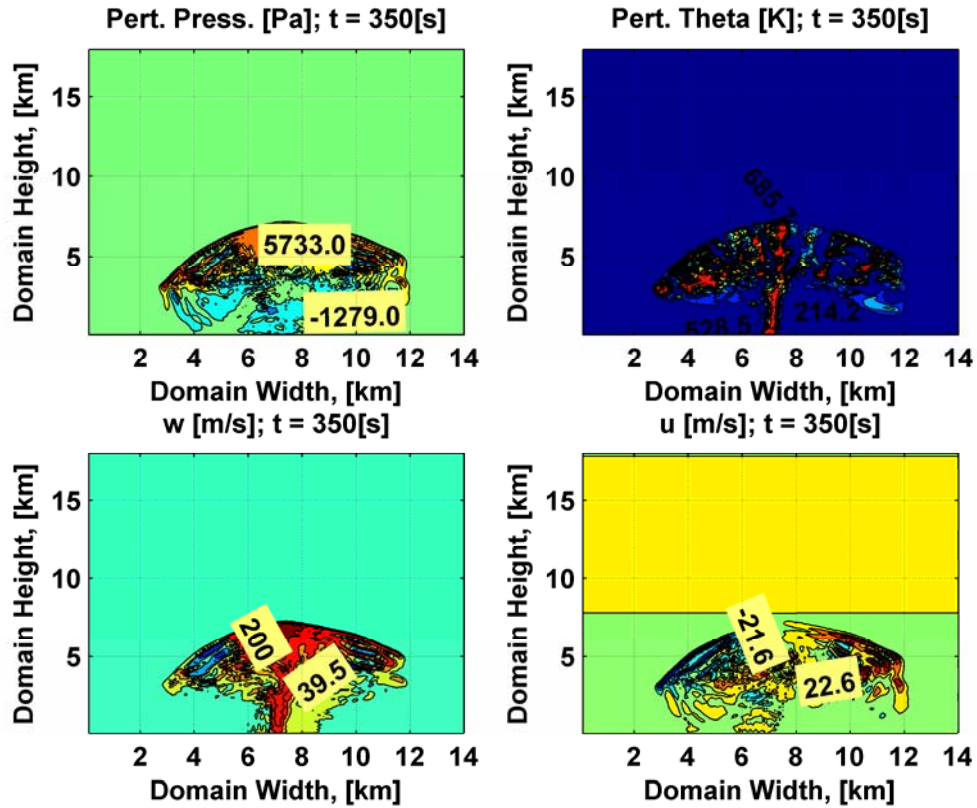 Pert. Press. [Pa]; t = 350[s]
Domain Height, [km]
15
10
5
5733.0
-1279.0
2 4 6 8 10 12 14
Domain Width, [km]
Pert. Theta [K]; t = 350[s]
Domain Height, [km]
15
10
5
528.5
214.2
2 4 6 8 10 12 14
Domain Width, [km]
w [m/s]; t = 350[s]
Domain Height, [km]
15
10
5
200
39.5
2 4 6 8 10 12 14
Domain Width, [km]
u [m/s]; t = 350[s]
Domain Height, [km]
15
10
5
-21.6
22.6
2 4 6 8 10 12 14
Domain Width, [km]